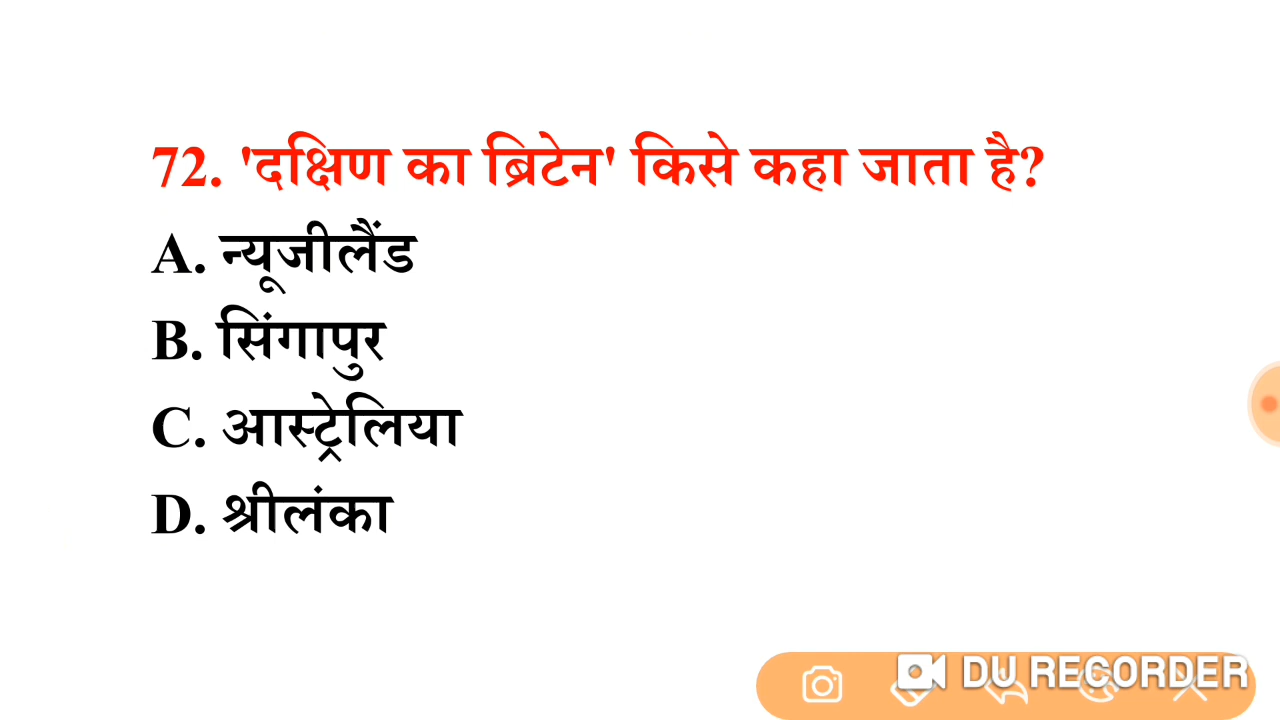 72. 'दक्षिण का ब्रिटेन' किसे कहा जाता है?
A. न्यूजीलैंड
B. सिंगापुर
C. आस्ट्रेलिया
D. श्रीलंका
DU RECORDER